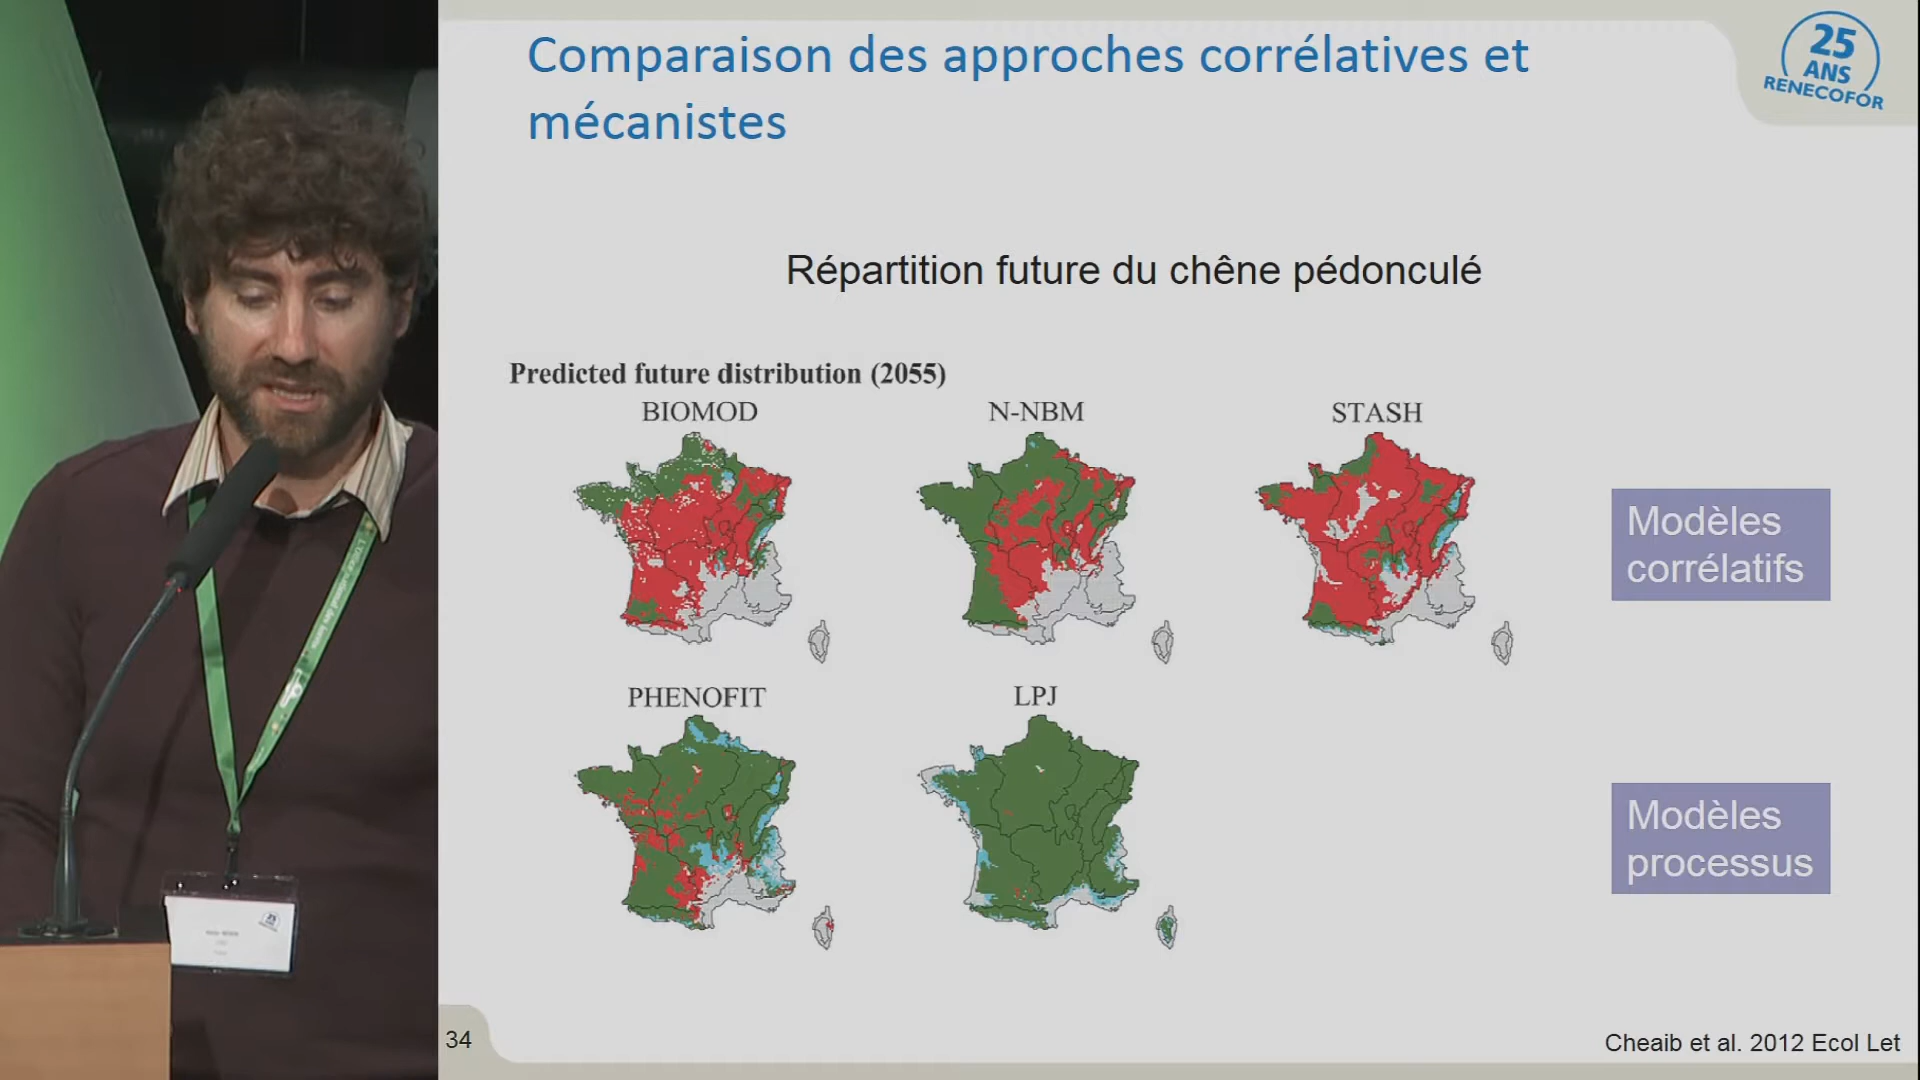 Comparaison des approches corrélatives et
mécanistes
25
ANS
RENECOFOR
Répartition future du chêne pédonculé
Predicted future distribution (2055)
BIOMOD
N-NBM
STASH
Modèles
corrélatifs
PHENOFIT
LPJ
Modèles
processus
34
Cheaib et al. 2012 Ecol Let